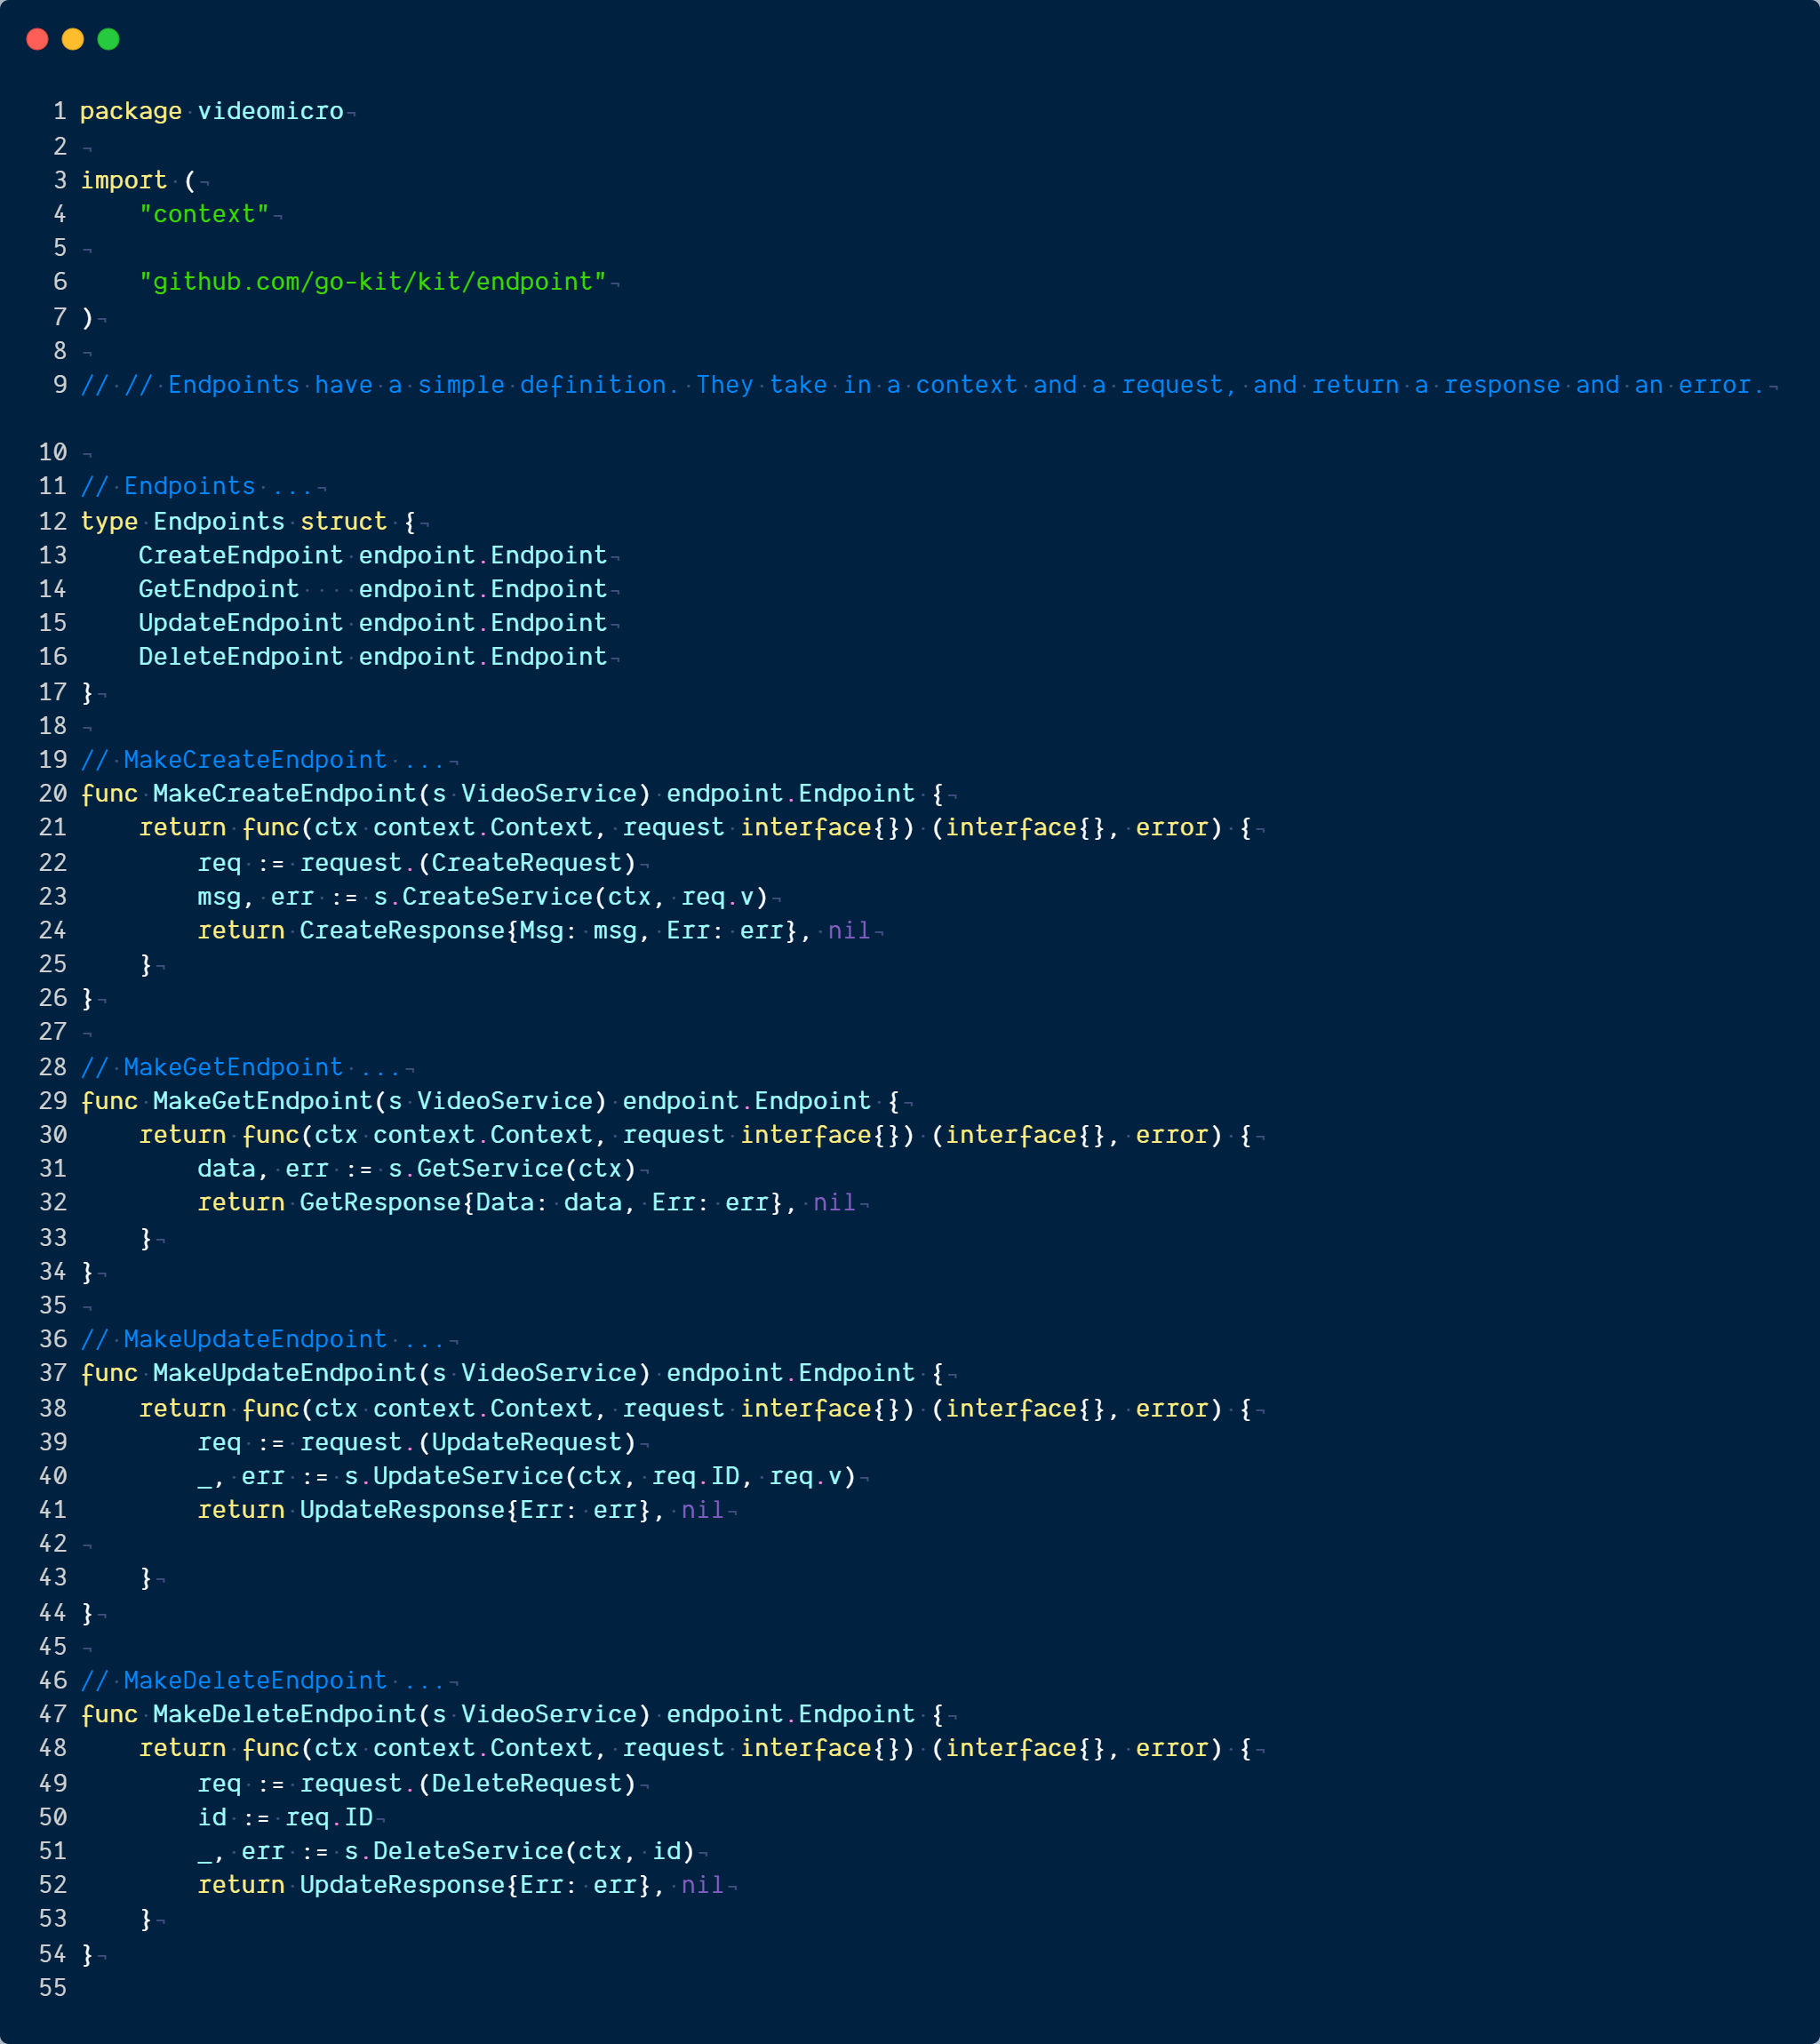 1 package videomicro
2
3 import (
4     "context"
5
6     "github.com/go-kit/kit/endpoint"
7 )
8
9 // // Endpoints have a simple definition. They take in a context and a request, and return a response and an error.
10
11 // Endpoints ...
12 type Endpoints struct {
13     CreateEndpoint endpoint.Endpoint
14     GetEndpoint    endpoint.Endpoint
15     UpdateEndpoint endpoint.Endpoint
16     DeleteEndpoint endpoint.Endpoint
17 }
18
19 // MakeCreateEndpoint ...
20 func MakeCreateEndpoint(s VideoService) endpoint.Endpoint {
21     return func(ctx context.Context, request interface{}) (interface{}, error) {
22         req := request.(CreateRequest)
23         msg, err := s.CreateService(ctx, req.v)
24         return CreateResponse{Msg: msg, Err: err}, nil
25     }
26 }
27
28 // MakeGetEndpoint ...
29 func MakeGetEndpoint(s VideoService) endpoint.Endpoint {
30     return func(ctx context.Context, request interface{}) (interface{}, error) {
31         data, err := s.GetService(ctx)
32         return GetResponse{Data: data, Err: err}, nil
33     }
34 }
35
36 // MakeUpdateEndpoint ...
37 func MakeUpdateEndpoint(s VideoService) endpoint.Endpoint {
38     return func(ctx context.Context, request interface{}) (interface{}, error) {
39         req := request.(UpdateRequest)
40         _, err := s.UpdateService(ctx, req.ID, req.v)
41         return UpdateResponse{Err: err}, nil
42
43     }
44 }
45
46 // MakeDeleteEndpoint ...
47 func MakeDeleteEndpoint(s VideoService) endpoint.Endpoint {
48     return func(ctx context.Context, request interface{}) (interface{}, error) {
49         req := request.(DeleteRequest)
50         id := req.ID
51         _, err := s.DeleteService(ctx, id)
52         return UpdateResponse{Err: err}, nil
53     }
54 }
55